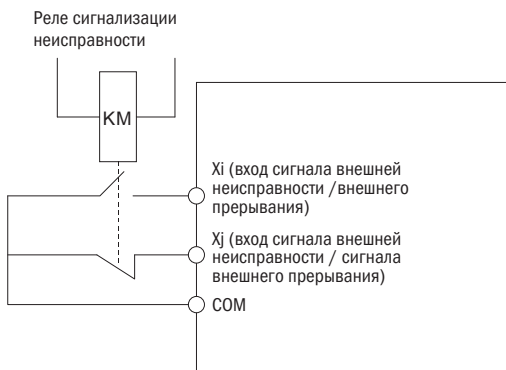 Реле сигнализации
неисправности
КМ
Xi (вход сигнала внешней
неисправности /внешнего
прерывания)
Xj (вход сигнала внешней
неисправности / сигнала
внешнего прерывания)
COM